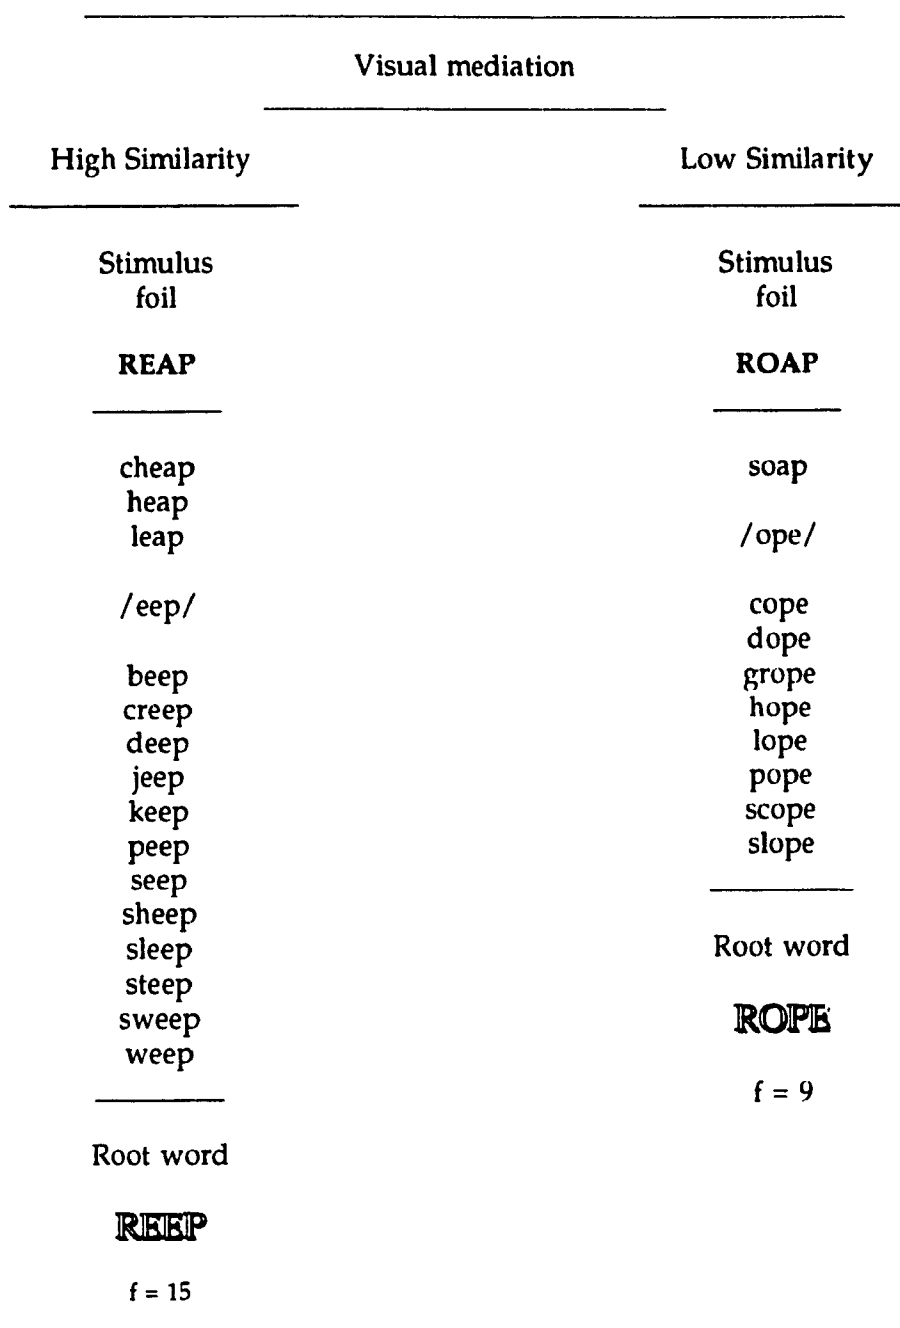 Visual mediation
High Similarity
Stimulus
foil
REAP
cheap
heap
leap
/eep/
beep
creep
deep
jeep
keep
peep
seep
sheep
sleep
steep
sweep
weep
Root word
REEP
f = 15
Low Similarity
Stimulus
foil
ROAP
soap
/ope/
cope
dope
grope
hope
lope
pope
scope
slope
Root word
ROPE
f = 9